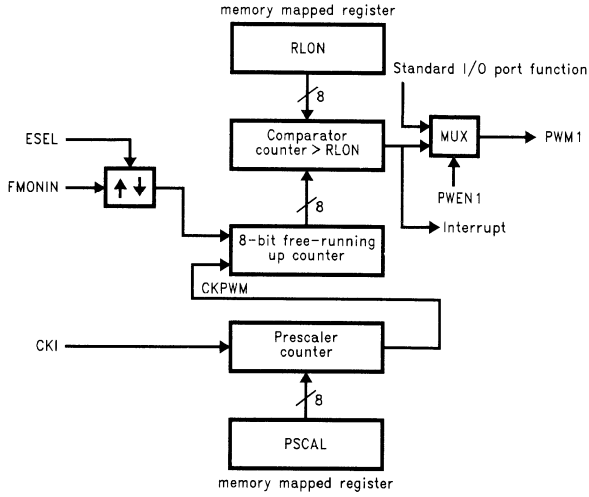 memory mapped register
RLON
8
Standard I/O port function
Comparator
counter > RLON
MUX
PWM1
ESEL
FMONIN
8
PWEN1
Interrupt
8-bit free-running
up counter
CKPWM
CKI
Prescaler
counter
8
PSCAL
memory mapped register